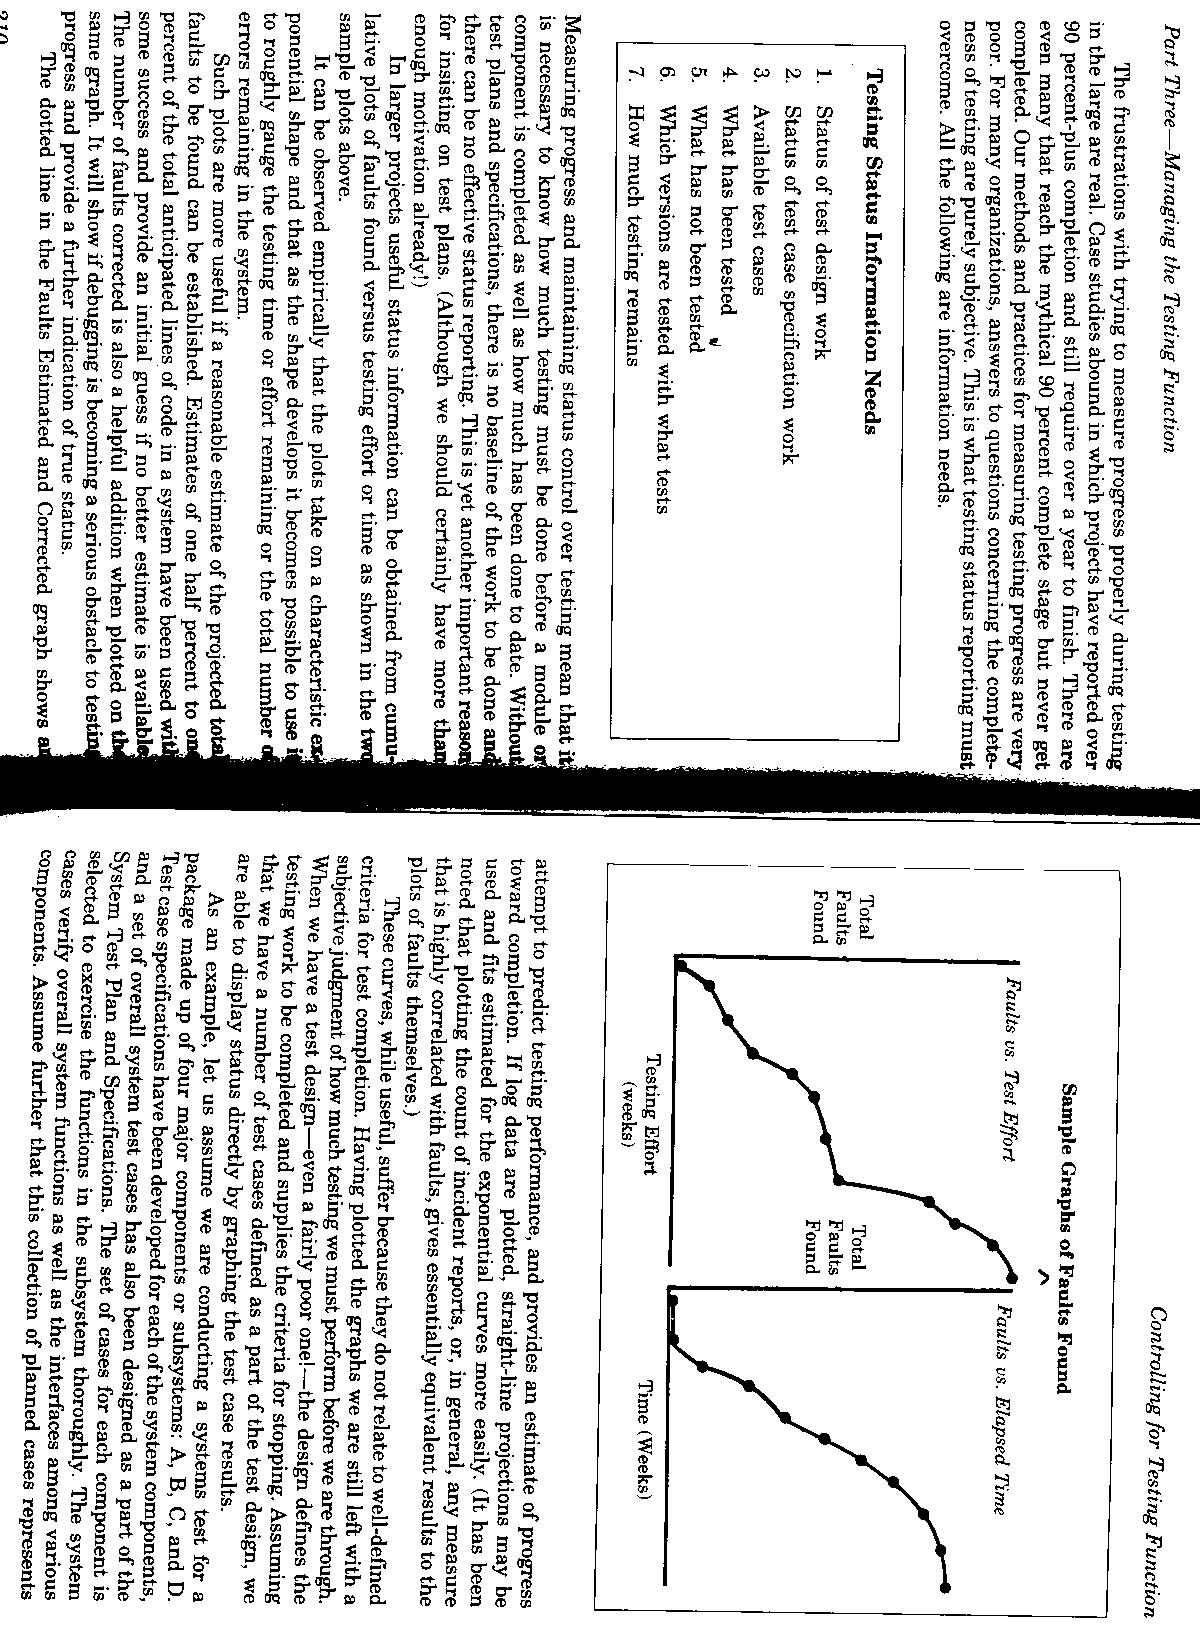 Part Three—Managing the Testing Function
The frustrations with trying to measure progress properly during testing
in the large are real. Case studies abound in which projects have reported over
90 percent-plus completion and still require over a year to finish. There are
even many that reach the mythical 90 percent complete stage but never get
completed. Our methods and practices for measuring testing progress are very
poor. For many organizations, answers to questions concerning the complete-
ness of testing are purely subjective. This is what testing status reporting must
overcome. All the following are information needs.
Testing Status Information Needs
1. Status of test design work
2. Status of test case specification work
3. Available test cases
4. What has been tested
5. What has not been tested
6. Which versions are tested with what tests
7. How much testing remains
Measuring progress and maintaining status control over testing mean that it
is necessary to know how much testing must be done before a module or
component is completed as well as how much has been done to date. Without
test plans and specifications, there is no baseline of the work to be done and
there can be no effective status reporting. This is yet another important reason
for insisting on test plans. (Although we should certainly have more than
enough motivation already!)
In larger projects useful status information can be obtained from cumu-
lative plots of faults found versus testing effort or time as shown in the two
sample plots above.
It can be observed empirically that the plots take on a characteristic ex
ponential shape and that as the shape develops it becomes possible to use i
to roughly gauge the testing time or effort remaining or the total number o
errors remaining in the system.
Such plots are more useful if a reasonable estimate of the projected total
faults to be found can be established. Estimates of one half percent to one
percent of the total anticipated lines of code in a system have been used with
some success and provide an initial guess if no better estimate is available.
The number of faults corrected is also a helpful addition when plotted on the
same graph. It will show if debugging is becoming a serious obstacle to testing
progress and provide a further indication of true status.
The dotted line in the Faults Estimated and Corrected graph shows an
210
Controlling for Testing Function
Sample Graphs of Faults Found
Faults vs. Test Effort
Total
Faults
Found
Testing Effort
(weeks)
Faults vs. Elapsed Time
Total
Faults
Found
Time (Weeks)
attempt to predict testing performance, and provides an estimate of progress
toward completion. If log data are plotted, straight-line projections may be
used and fits estimated for the exponential curves more easily. (It has been
noted that plotting the count of incident reports, or, in general, any measure
that is highly correlated with faults, gives essentially equivalent results to the
plots of faults themselves.)
These curves, while useful, suffer because they do not relate to well-defined
criteria for test completion. Having plotted the graphs we are still left with a
subjective judgment of how much testing we must perform before we are through.
When we have a test design—even a fairly poor one!—the design defines the
testing work to be completed and supplies the criteria for stopping. Assuming
that we have a number of test cases defined as a part of the test design, we
are able to display status directly by graphing the test case results.
As an example, let us assume we are conducting a systems test for a
package made up of four major components or subsystems: A, B, C, and D.
Test case specifications have been developed for each of the system components,
and a set of overall system test cases has also been designed as a part of the
System Test Plan and Specifications. The set of cases for each component is
selected to exercise the functions in the subsystem thoroughly. The system
cases verify overall system functions as well as the interfaces among various
components. Assume further that this collection of planned cases represents